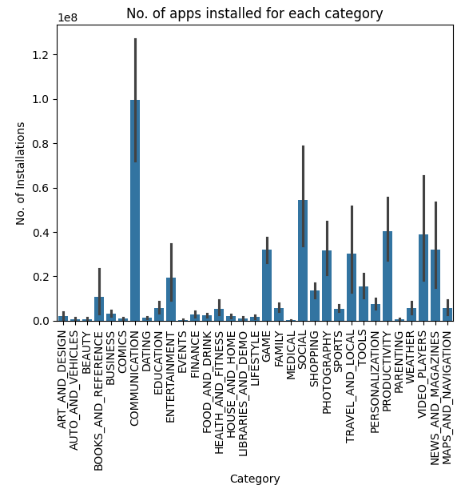 No. of apps installed for each category
1e8
1.2
1.0
0.8
0.6
0.4
0.2
0.0
No. of Installations
ART_AND_DESIGN
AUTO_AND_VEHICLES
BEAUTY
BOOKS_AND_REFERENCE
BUSINESS
COMICS
COMMUNICATION
DATING
EDUCATION
ENTERTAINMENT
EVENTS
FINANCE
FOOD_AND_DRINK
HEALTH_AND_FITNESS
HOUSE_AND_HOME
LIBRARIES_AND_DEMO
LIFESTYLE
GAME
FAMILY
MEDICAL
SOCIAL
SHOPPING
PHOTOGRAPHY
SPORTS
TRAVEL_AND_LOCAL
TOOLS
PERSONALIZATION
PRODUCTIVITY
PARENTING
WEATHER
VIDEO_PLAYERS
NEWS_AND_MAGAZINES
MAPS_AND_NAVIGATION
Category